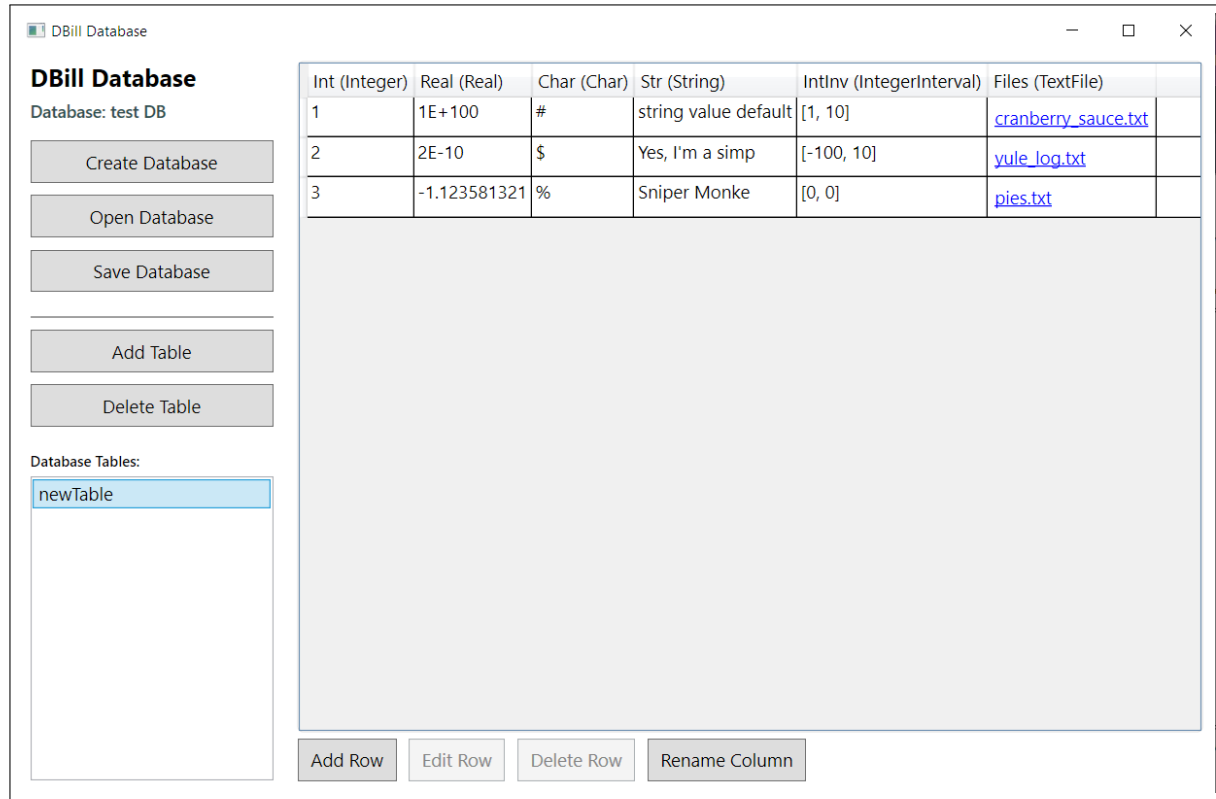 DBill Database
DBill Database
Database: test DB
Create Database
Open Database
Save Database
Add Table
Delete Table
Database Tables:
newTable
Int (Integer) Real (Real) Char (Char) Str (String) IntInv (IntegerInterval) Files (TextFile)
1 1E+100 # string value default [1, 10] cranberry_sauce.txt
2 2E-10 $ Yes, I'm a simp [-100, 10] yule_log.txt
3 -1.123581321 % Sniper Monke [0, 0] pies.txt
Add Row Edit Row Delete Row Rename Column